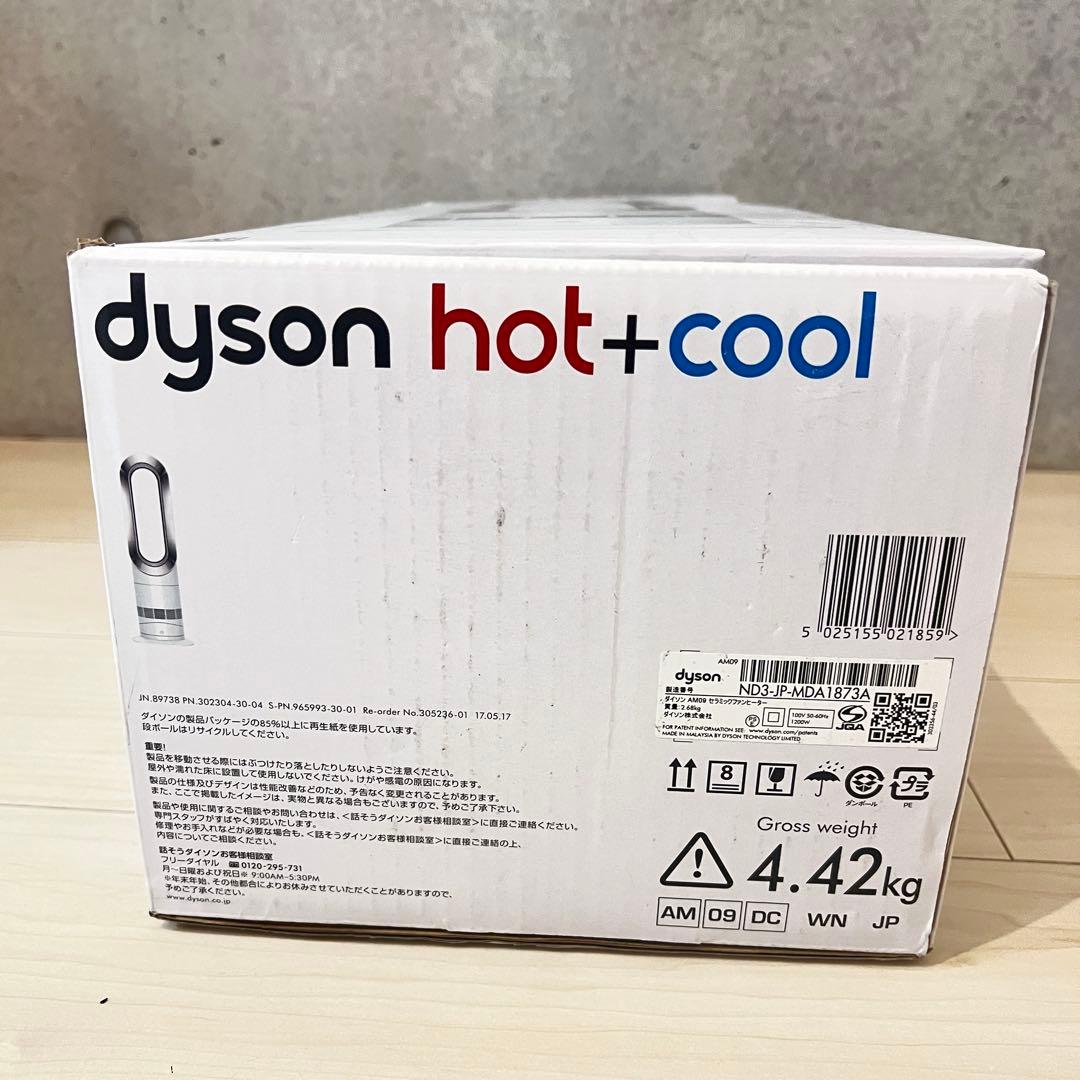 dyson hot+cool
5 025155 021859 >
AM09
dyson
製造番号 ND3-JP-MDA1873A
ダイソン AM09 セラミックファンヒーター
質量: 2.68kg
ダイソン株式会社
100V 50-60Hz
1200W
JQA
FOR PATENT INFORMATION SEE: www.dyson.com/patents
MADE IN MALAYSIA BY DYSON TECHNOLOGY LIMITED
JN.89738 PN.302304-30-04 S-PN.965993-30-01 Re-order No.305236-01 17.05.17
ダイソンの製品パッケージの85%以上に再生紙を使用しています。
段ボールはリサイクルしてください。
重要!
製品を移動させる際にはぶつけたり落としたりしないようご注意ください。
屋外や濡れた床に設置して使用しないでください。けがや感電の原因になります。
製品の仕様及びデザインは性能改善などのため、予告なく変更されることがあります。
また、ここで掲載したイメージは、実物と異なる場合もございますので、予めご了承下さい。
製品や使用に関するご相談やお問い合わせは、<話そうダイソンお客様相談室>に直接ご連絡ください。
専門スタッフがすばやく対応いたします。
修理やお手入れなどが必要な場合も、<話そうダイソンお客様相談室>に直接ご連絡の上、
内容についてご相談ください。
話そうダイソンお客様相談室
フリーダイヤル 0120-295-731
月〜日曜および祝日※ 9:00AM-5:30PM
※年末年始、その他都合によりお休みさせていただくことがありますので、
予めご了承ください。
www.dyson.co.jp
8
ダンボール
プラ
PE
Gross weight
4.42kg
AM 09 DC WN JP